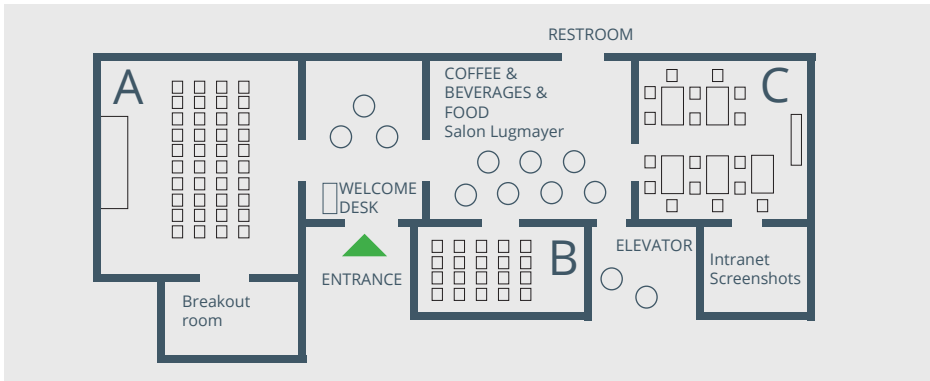 RESTROOM
A
COFFEE &
BEVERAGES &
FOOD
Salon Lugmayer
C
WELCOME
DESK
ENTRANCE
B
ELEVATOR
Intranet
Screenshots
Breakout
room